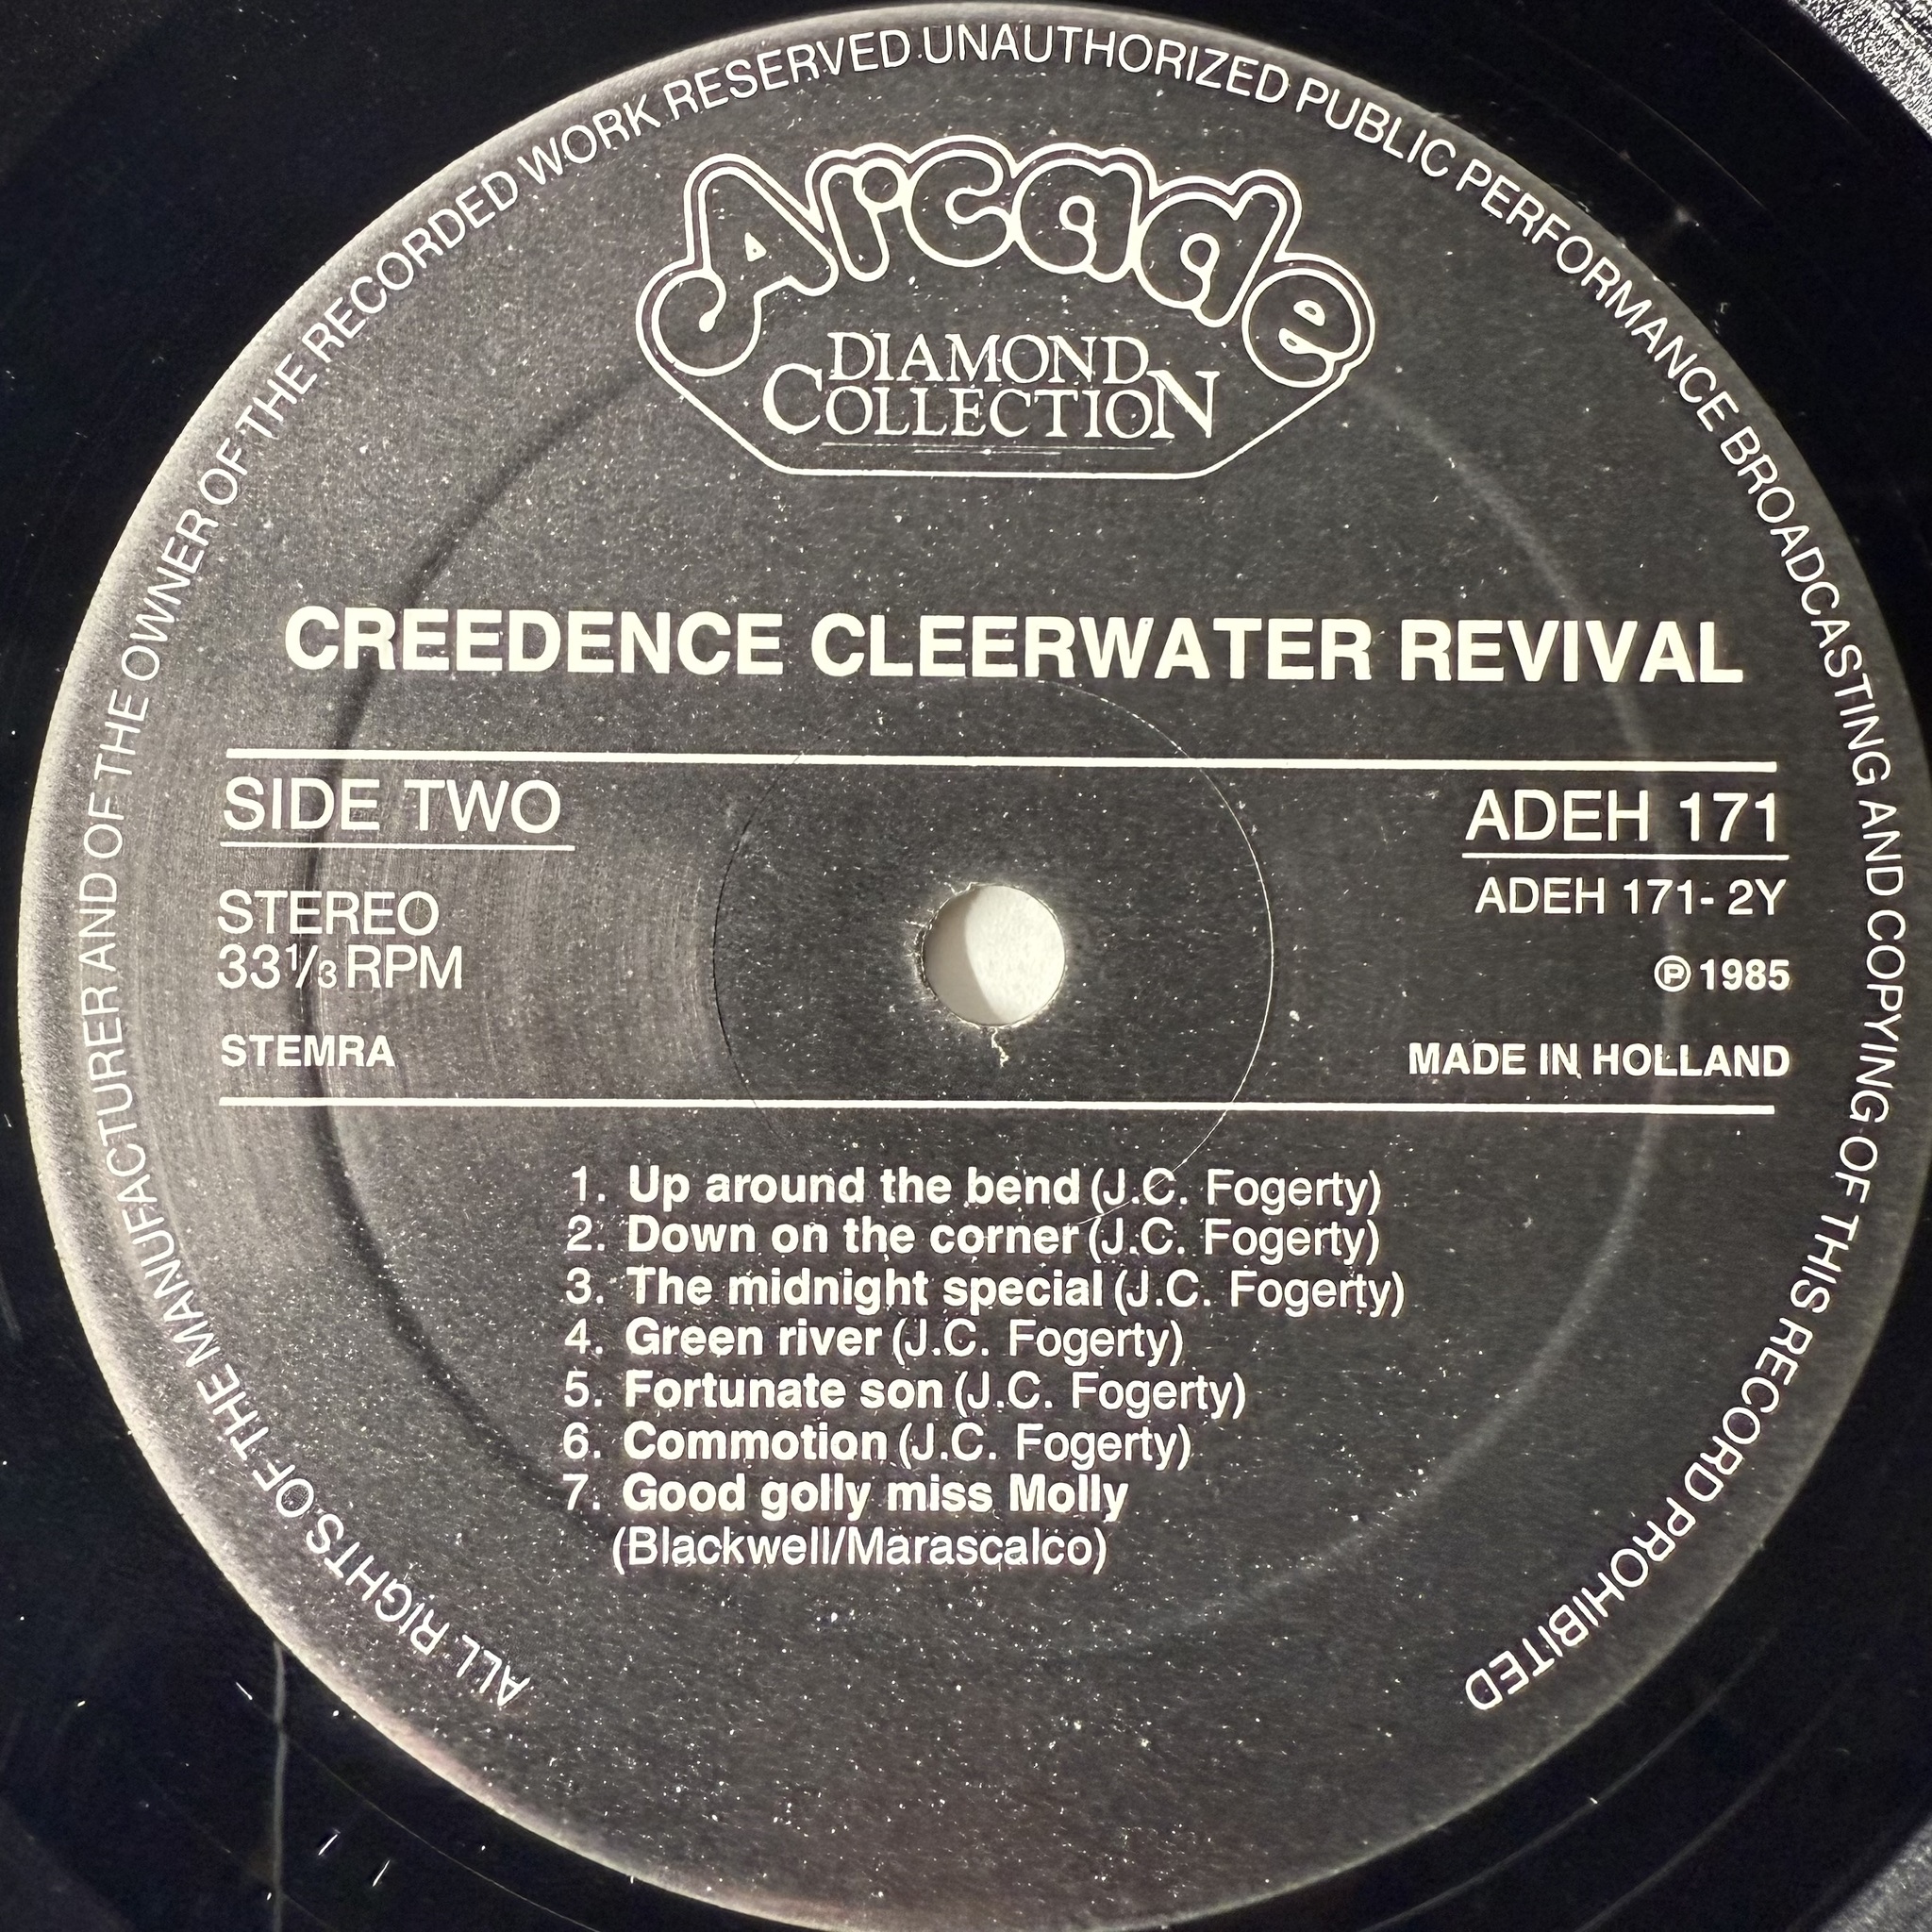 ALL RIGHTS OF THE MANUFACTURER AND OF THE OWNER OF THE RECORDED WORK RESERVED UNAUTHORIZED PUBLIC PERFORMANCE BROADCASTING AND COPYING OF THIS RECORD PROHIBITED
Arcade
DIAMOND
COLLECTION
CREEDENCE CLEERWATER REVIVAL
SIDE TWO
STEREO
33⅓ RPM
STEMRA
ADEH 171
ADEH 171- 2Y
℗ 1985
MADE IN HOLLAND
1. Up around the bend (J.C. Fogerty)
2. Down on the corner (J.C. Fogerty)
3. The midnight special (J.C. Fogerty)
4. Green river (J.C. Fogerty)
5. Fortunate son (J.C. Fogerty)
6. Commotion (J.C. Fogerty)
7. Good golly miss Molly
(Blackwell/Marascalco)